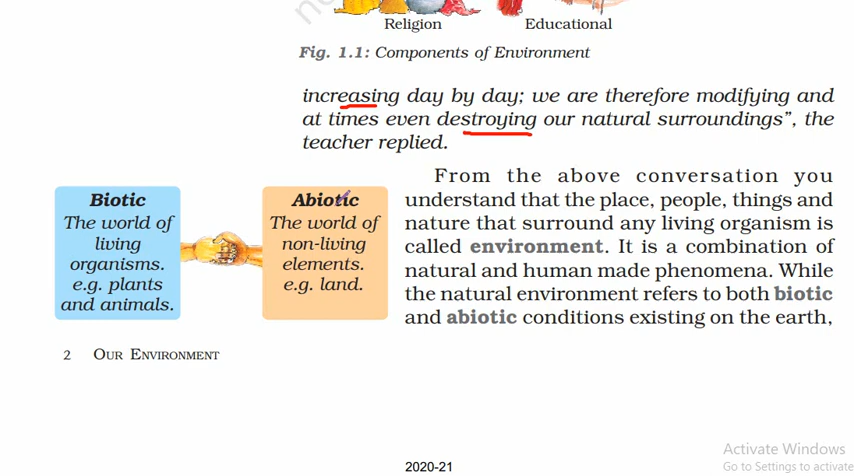 Religion Educational
Fig. 1.1: Components of Environment
increasing day by day; we are therefore modifying and
at times even destroying our natural surroundings”, the
teacher replied.
Biotic
The world of
living
organisms.
e.g. plants
and animals.
Abiotic
The world of
non-living
elements.
e.g. land.
From the above conversation you
understand that the place, people, things and
nature that surround any living organism is
called environment. It is a combination of
natural and human made phenomena. While
the natural environment refers to both biotic
and abiotic conditions existing on the earth,
2 Our Environment
2020-21
Activate Windows
Go to Settings to activate